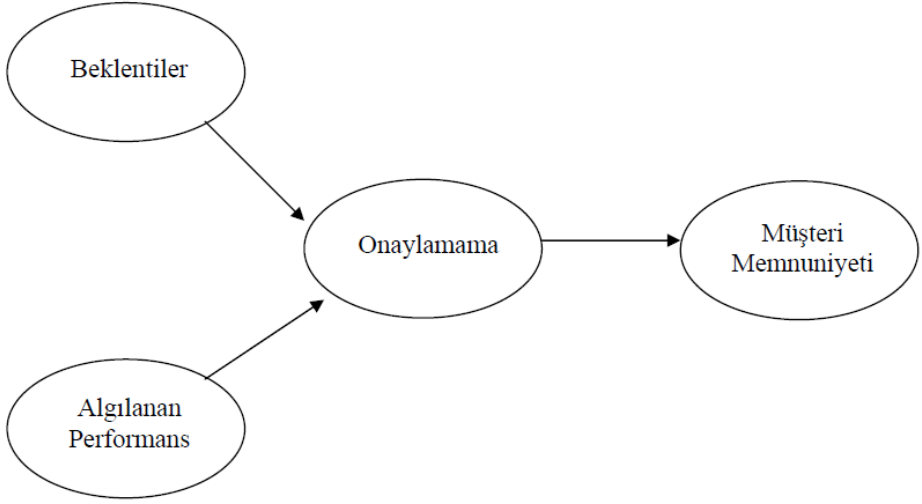 Beklentiler
Onaylamama
Müşteri
Memnuniyeti
Algılanan
Performans